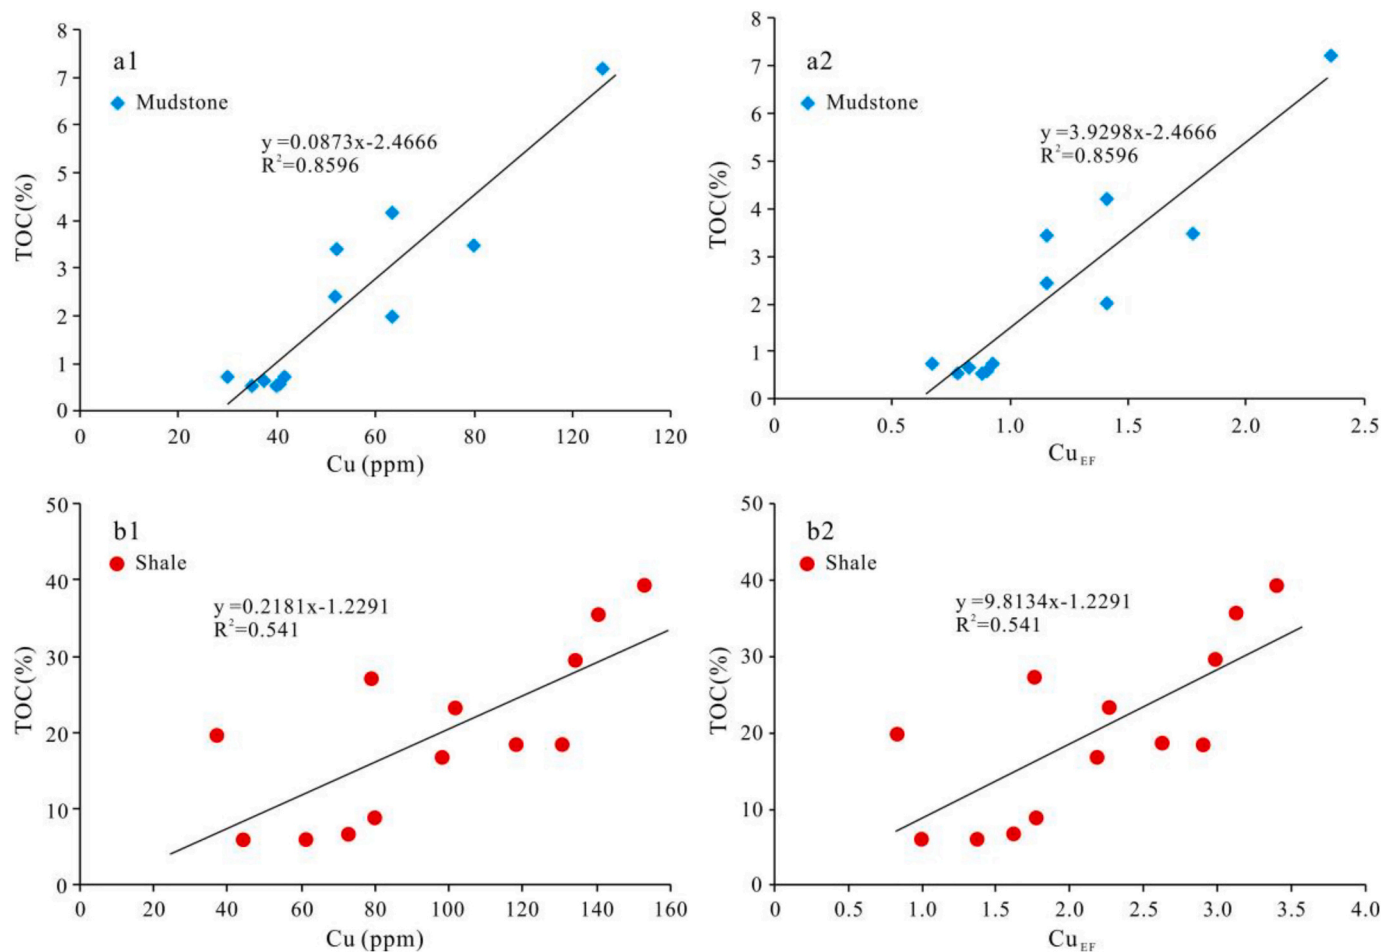 a1
Mudstone
y =0.0873x-2.4666
R²=0.8596
TOC(%)
8
7
6
5
4
3
2
1
0
0 20 40 60 80 120 120
Cu (ppm)
a2
Mudstone
y =3.9298x-2.4666
R²=0.8596
TOC(%)
8
7
6
5
4
3
2
1
0
0 0.5 1.0 1.5 2.0 2.5
Cu EF
b1
Shale
y =0.2181x-1.2291
R²=0.541
TOC(%)
50
40
30
20
10
0
0 20 40 60 80 100 120 140 160
Cu (ppm)
b2
Shale
y =9.8134x-1.2291
R²=0.541
TOC(%)
50
40
30
20
10
0
0 0.5 1.0 1.5 2.0 2.5 3.0 3.5 4.0
Cu EF